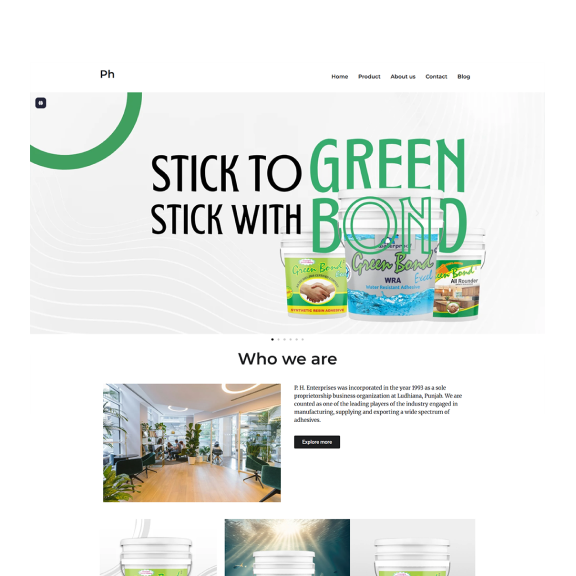 Ph
Home Product About us Contact Blog
STICK TO GREEN
STICK WITH BOND
waterproof
Green Bond
Excel
WRA
Water Resistant Adhesive
Green Bond
SYNTHETIC RESIN ADHESIVE
Green Bond
All Rounder
Who we are
P. H. Enterprises was incorporated in the year 1993 as a sole
proprietorship business organization at Ludhiana, Punjab. We are
counted as one of the leading players of the industry engaged in
manufacturing, supplying and exporting a wide spectrum of
adhesives.
Explore more